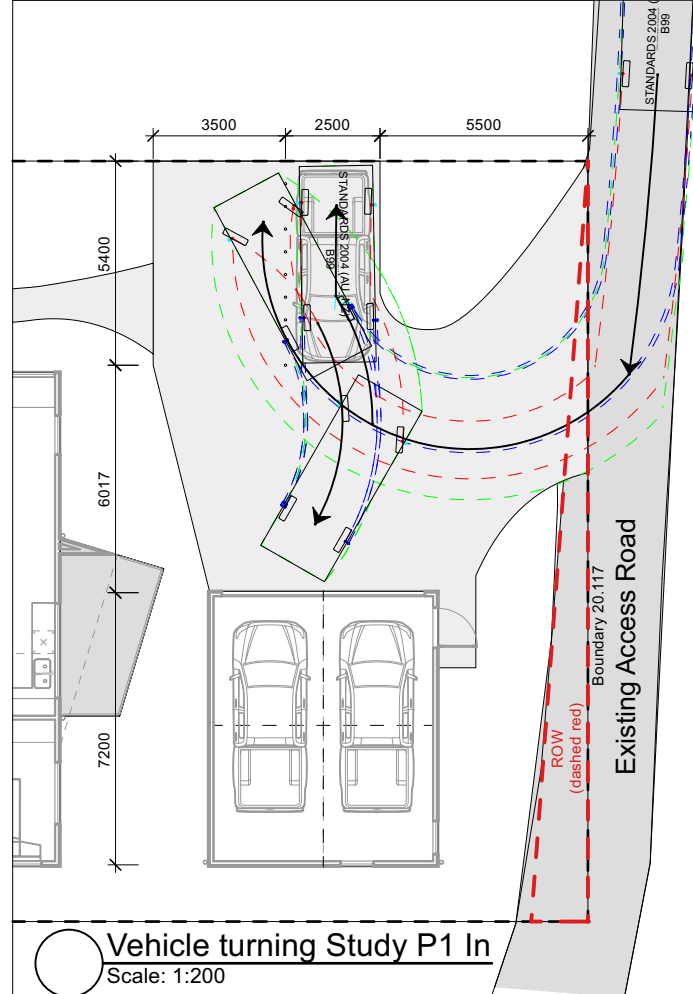 STANDARDS 2004 (
B99
3500
2500
5500
STANDARDS 2004 (AU_NZ)
B99
5400
6017
7200
Boundary 20.117
Existing Access Road
ROW
(dashed red)
Vehicle turning Study P1 In
Scale: 1:200